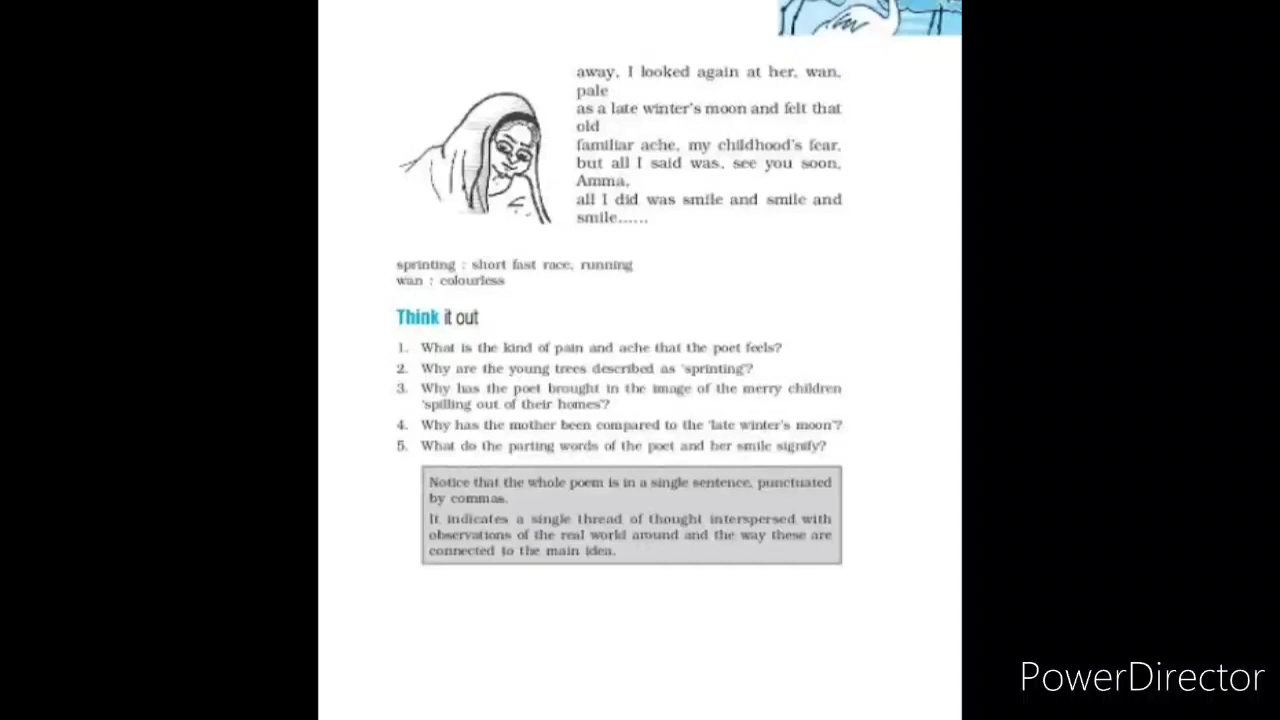 away, I looked again at her, wan,
pale
as a late winter's moon and felt that
old
familiar ache, my childhood's fear,
but all I said was, see you soon,
Amma,
all I did was smile and smile and
smile......
sprinting : short fast race, running
wan : colourless
Think it out
1. What is the kind of pain and ache that the poet feels?
2. Why are the young trees described as 'sprinting'?
3. Why has the poet brought in the image of the merry children
'spilling out of their homes'?
4. Why has the mother been compared to the 'late winter's moon'?
5. What do the parting words of the poet and her smile signify?
Notice that the whole poem is in a single sentence, punctuated
by commas.
It indicates a single thread of thought interspersed with
observations of the real world around and the way these are
connected to the main idea.
PowerDirector